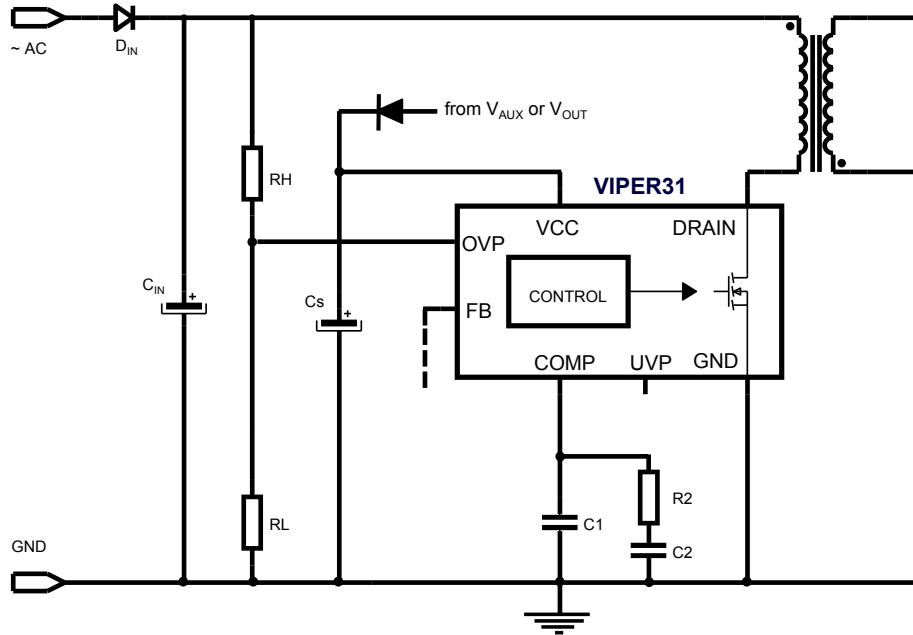 ~ AC
D_IN
from V_AUX or V_OUT
RH
VIPER31
VCC
DRAIN
OVP
C_IN
Cs
CONTROL
FB
COMP
UVP
GND
+
+
R2
RL
C1
C2
GND